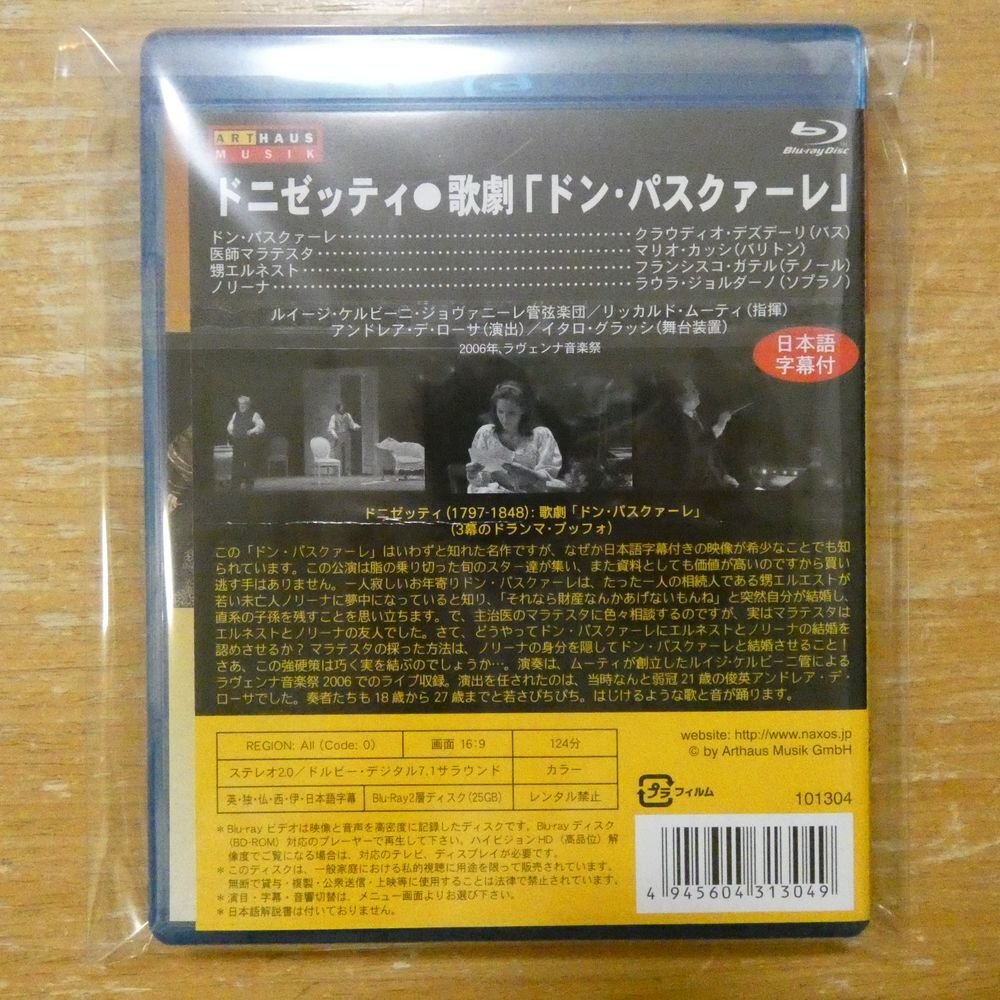 ARTHAUS
MUSIK
Blu-ray Disc
ドニゼッティ●歌劇「ドン・パスクァーレ」
ドン・パスクァーレ……………………………クラウディオ・デズデーリ(バス)
医師マラテスタ……………………………マリオ・カッシ(バリトン)
甥エルネスト……………………………フランシスコ・ガテル(テノール)
ノリーナ……………………………ラウラ・ジョルダーノ(ソプラノ)
ルイージ・ケルビーニ・ジョヴァニーレ管弦楽団/リッカルド・ムーティ(指揮)
アンドレア・デ・ローサ(演出)/イタロ・グラッシ(舞台装置)
2006年、ラヴェンナ音楽祭
日本語
字幕付
ドニゼッティ(1797-1848): 歌劇「ドン・パスクァーレ」
(3幕のドランマ・ブッフォ)
この「ドン・パスクァーレ」はいわずと知れた名作ですが、なぜか日本語字幕付きの映像が希少なことでも知
られています。この公演は脂の乗り切った旬のスター達が集い、また資料としても価値が高いのですから買い
逃す手はありません。一人寂しいお年寄りドン・パスクァーレは、たった一人の相続人である甥エルエストが
若い未亡人ノリーナに夢中になっていると知り、「それなら財産なんかあげないもんね」と突然自分が結婚し、
直系の子孫を残すことを思い立ちます。で、主治医のマラテスタに色々相談するのですが、実はマラテスタは
エルネストとノリーナの友人でした。さて、どうやってドン・パスクァーレにエルネストとノリーナの結婚を
認めさせるか?マラテスタの採った方法は、ノリーナの身分を隠してドン・パスクァーレと結婚させること!
さあ、この強硬策は巧く実を結ぶのでしょうか…。演奏は、ムーティが創立したルイジ・ケルビーニ管による
ラヴェンナ音楽祭2006でのライブ収録。演出を任されたのは、当時なんと弱冠21歳の俊英アンドレア・デ・
ローサでした。奏者たちも18歳から27歳までと若さぴちぴち。はじけるような歌と音が踊ります。
REGION: All (Code: 0) 画面 16:9 124分
ステレオ2.0/ドルビー・デジタル7.1サラウンド カラー
英・独・仏・西・伊・日本語字幕 Blu-Ray2層ディスク(25GB) レンタル禁止
website: http://www.naxos.jp
© by Arthaus Musik GmbH
プラ フィルム
101304
*Blu-ray ビデオは映像と音声を高密度に記録したディスクです。Blu-ray ディスク
(BD-ROM) 対応のプレーヤーで再生して下さい。ハイビジョンHD(高品位)解
像度でご覧になる場合は、対応のテレビ、ディスプレイが必要です。
*このディスクは、一般家庭における私的視聴に用途を限って販売されています。
無断で貸与・複製・公衆送信・上映等に使用することは法律で禁止されています。
*演目・字幕・音響切替は、メニュー画面よりお選び下さい。
*日本語解説書は付いておりません。
4 945604 313049